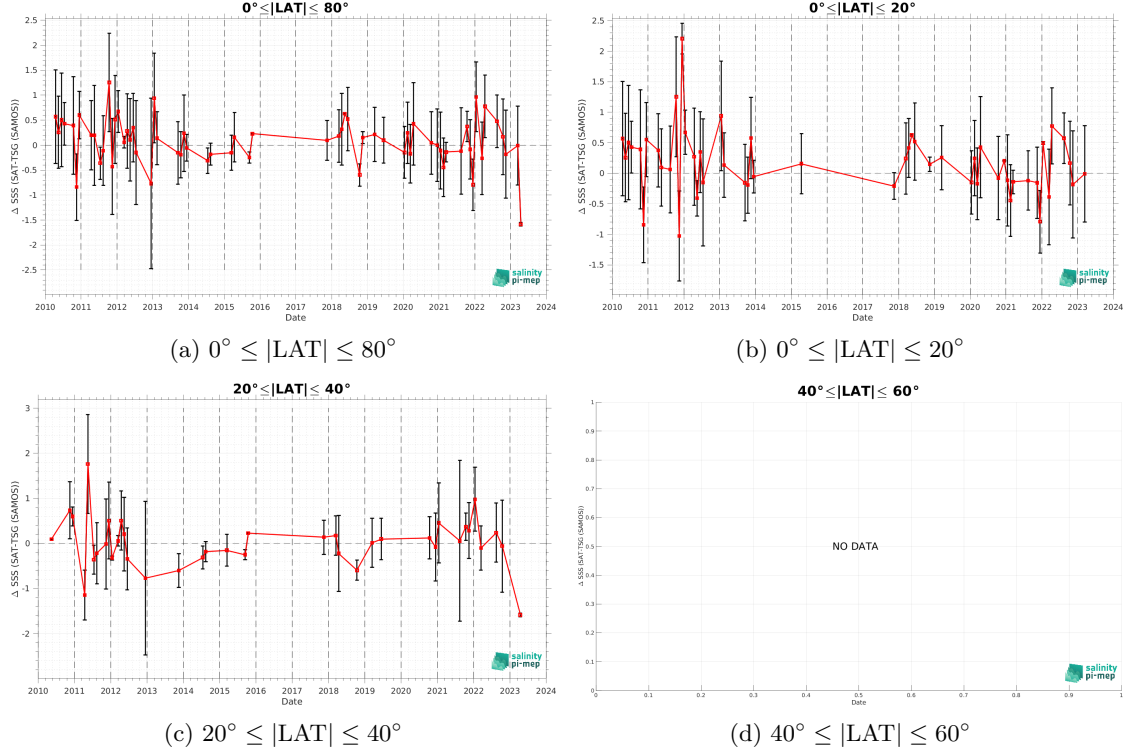 0°≤|LAT|≤ 80°
Δ SSS (SAT-TSG (SAMOS))
2.5
2
1.5
1
0.5
0
-0.5
-1
-1.5
-2
-2.5
2010 2011 2012 2013 2014 2015 2016 2017 2018 2019 2020 2021 2022 2023 2024
Date
salinity
pi-mep
(a) 0° ≤ |LAT| ≤ 80°
0°≤|LAT|≤ 20°
Δ SSS (SAT-TSG (SAMOS))
2.5
2
1.5
1
0.5
0
-0.5
-1
-1.5
2010 2011 2012 2013 2014 2015 2016 2017 2018 2019 2020 2021 2022 2023 2024
Date
salinity
pi-mep
(b) 0° ≤ |LAT| ≤ 20°
20°≤|LAT|≤ 40°
Δ SSS (SAT-TSG (SAMOS))
3
2
1
0
-1
-2
2010 2011 2012 2013 2014 2015 2016 2017 2018 2019 2020 2021 2022 2023 2024
Date
salinity
pi-mep
(c) 20° ≤ |LAT| ≤ 40°
40°≤|LAT|≤ 60°
Δ SSS (SAT-TSG (SAMOS))
1
0.9
0.8
0.7
0.6
0.5
0.4
0.3
0.2
0.1
0
NO DATA
0 0.1 0.2 0.3 0.4 0.5 0.6 0.7 0.8 0.9 1
Date
salinity
pi-mep
(d) 40° ≤ |LAT| ≤ 60°